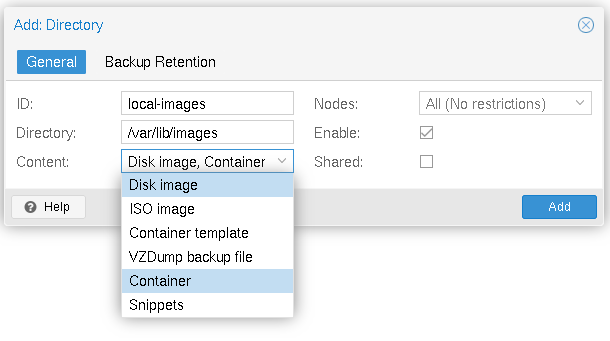 Add: Directory
General Backup Retention
ID: local-images Nodes: All (No restrictions)
Directory: /var/lib/images Enable:
Content: Disk image, Container Shared:
Disk image
ISO image
Container template
VZDump backup file
Container
Snippets
Help Add